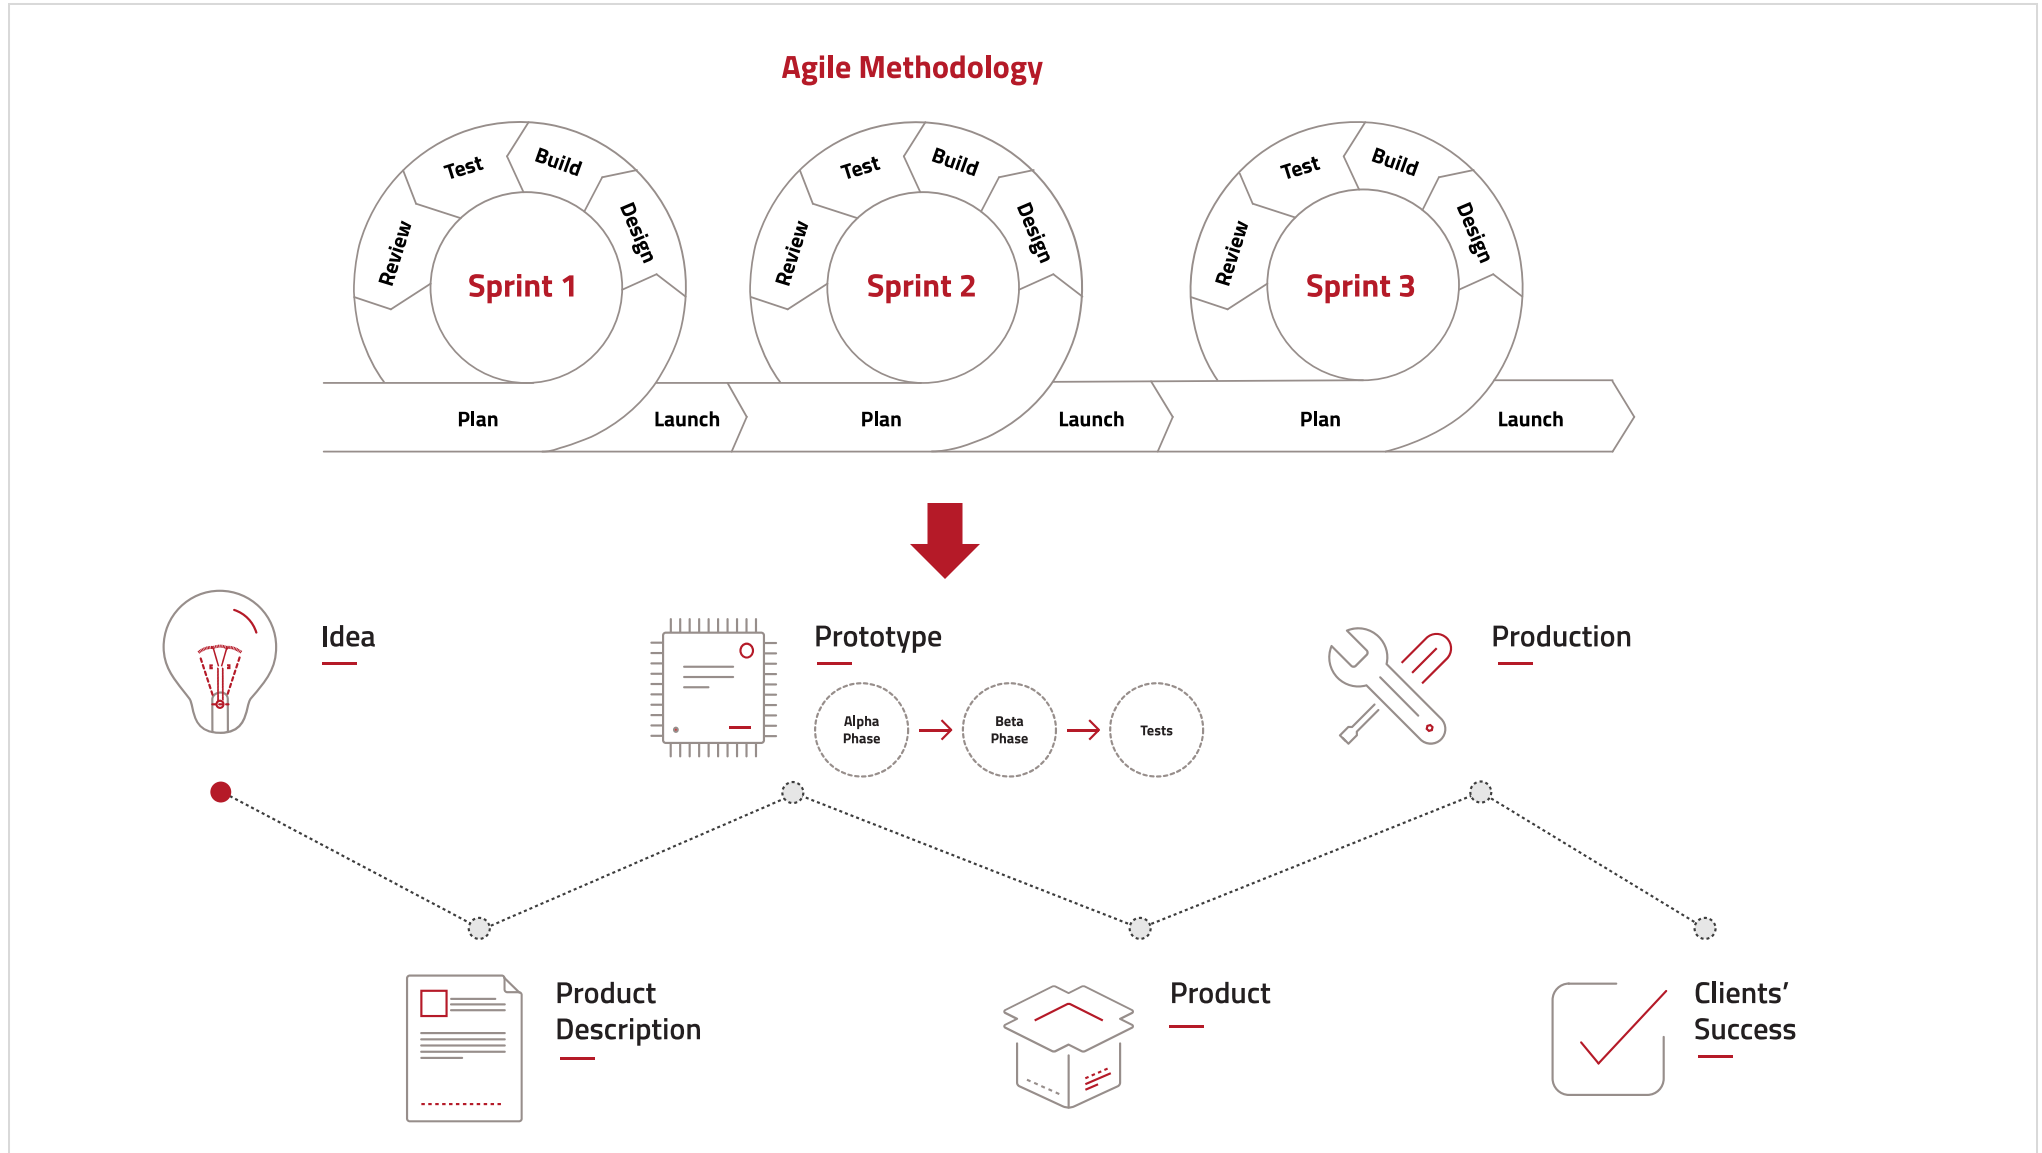 Agile Methodology
Test
Build
Design
Review
Sprint 1
Plan
Launch
Test
Build
Design
Review
Sprint 2
Plan
Launch
Test
Build
Design
Review
Sprint 3
Plan
Launch
Idea
Prototype
Alpha
Phase
Beta
Phase
Tests
Production
Product
Description
Product
Clients’
Success